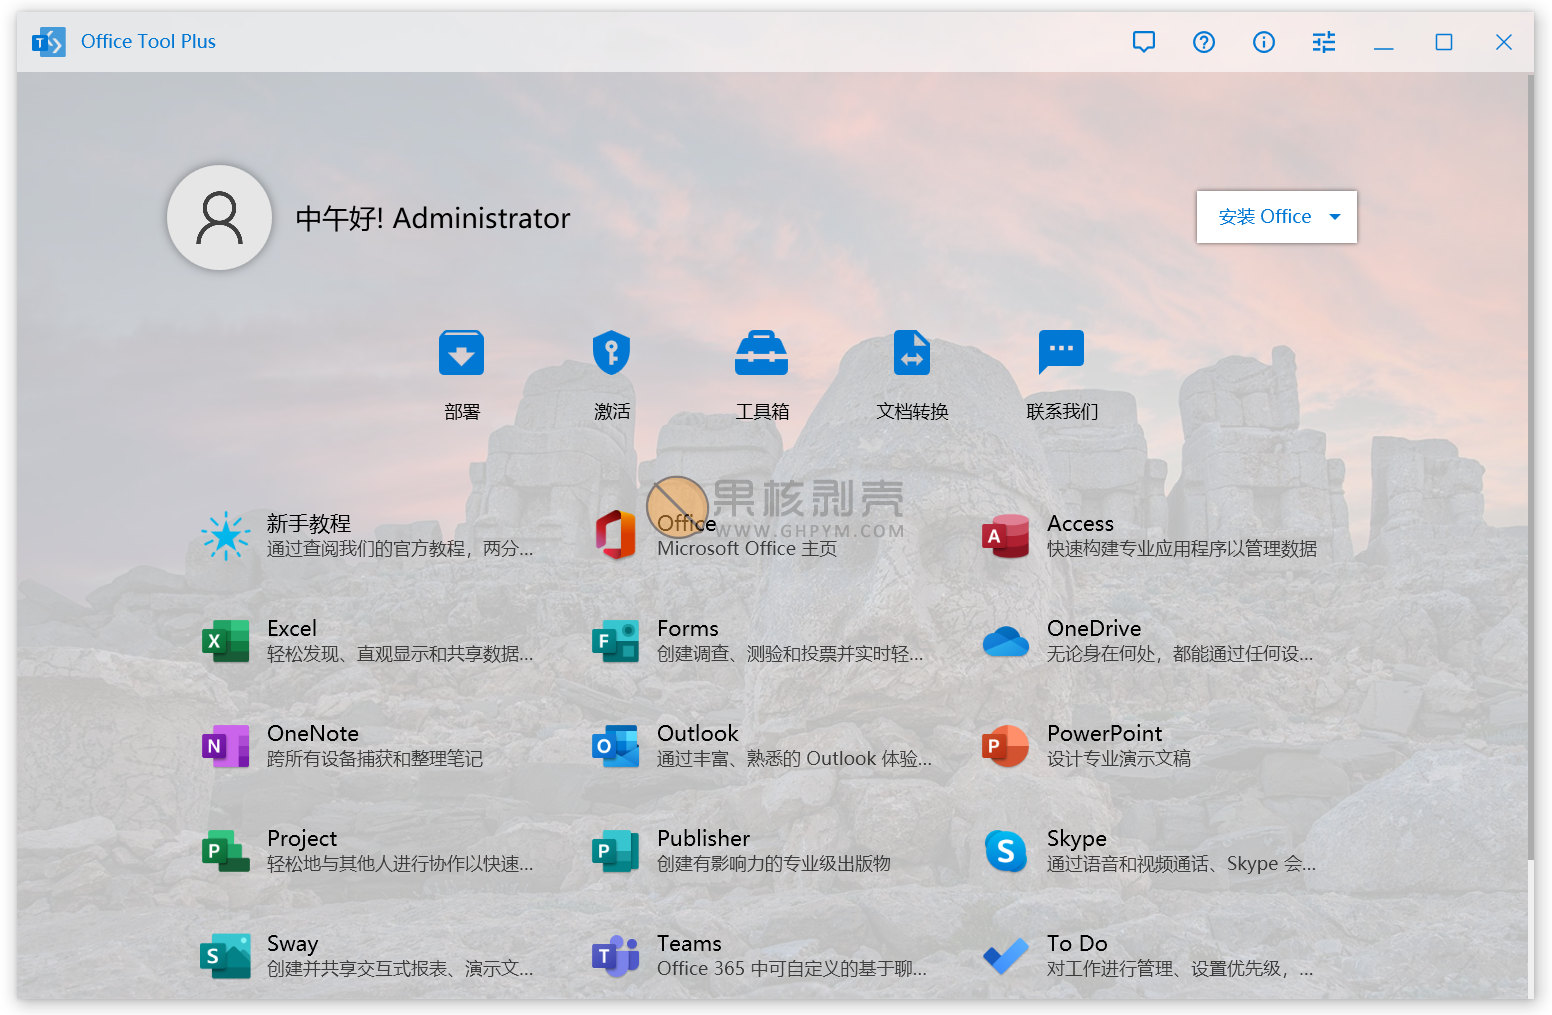 Office Tool Plus
中午好! Administrator
安装 Office
部署
激活
工具箱
文档转换
联系我们
果核剥壳
WWW.GHPYM.COM
新手教程
通过查阅我们的官方教程，两分...
Office
Microsoft Office 主页
Access
快速构建专业应用程序以管理数据
Excel
轻松发现、直观显示和共享数据...
Forms
创建调查、测验和投票并实时轻...
OneDrive
无论身在何处，都能通过任何设...
OneNote
跨所有设备捕获和整理笔记
Outlook
通过丰富、熟悉的 Outlook 体验...
PowerPoint
设计专业演示文稿
Project
轻松地与其他人进行协作以快速...
Publisher
创建有影响力的专业级出版物
Skype
通过语音和视频通话、Skype 会...
Sway
创建并共享交互式报表、演示文...
Teams
Office 365 中可自定义的基于聊...
To Do
对工作进行管理、设置优先级，...